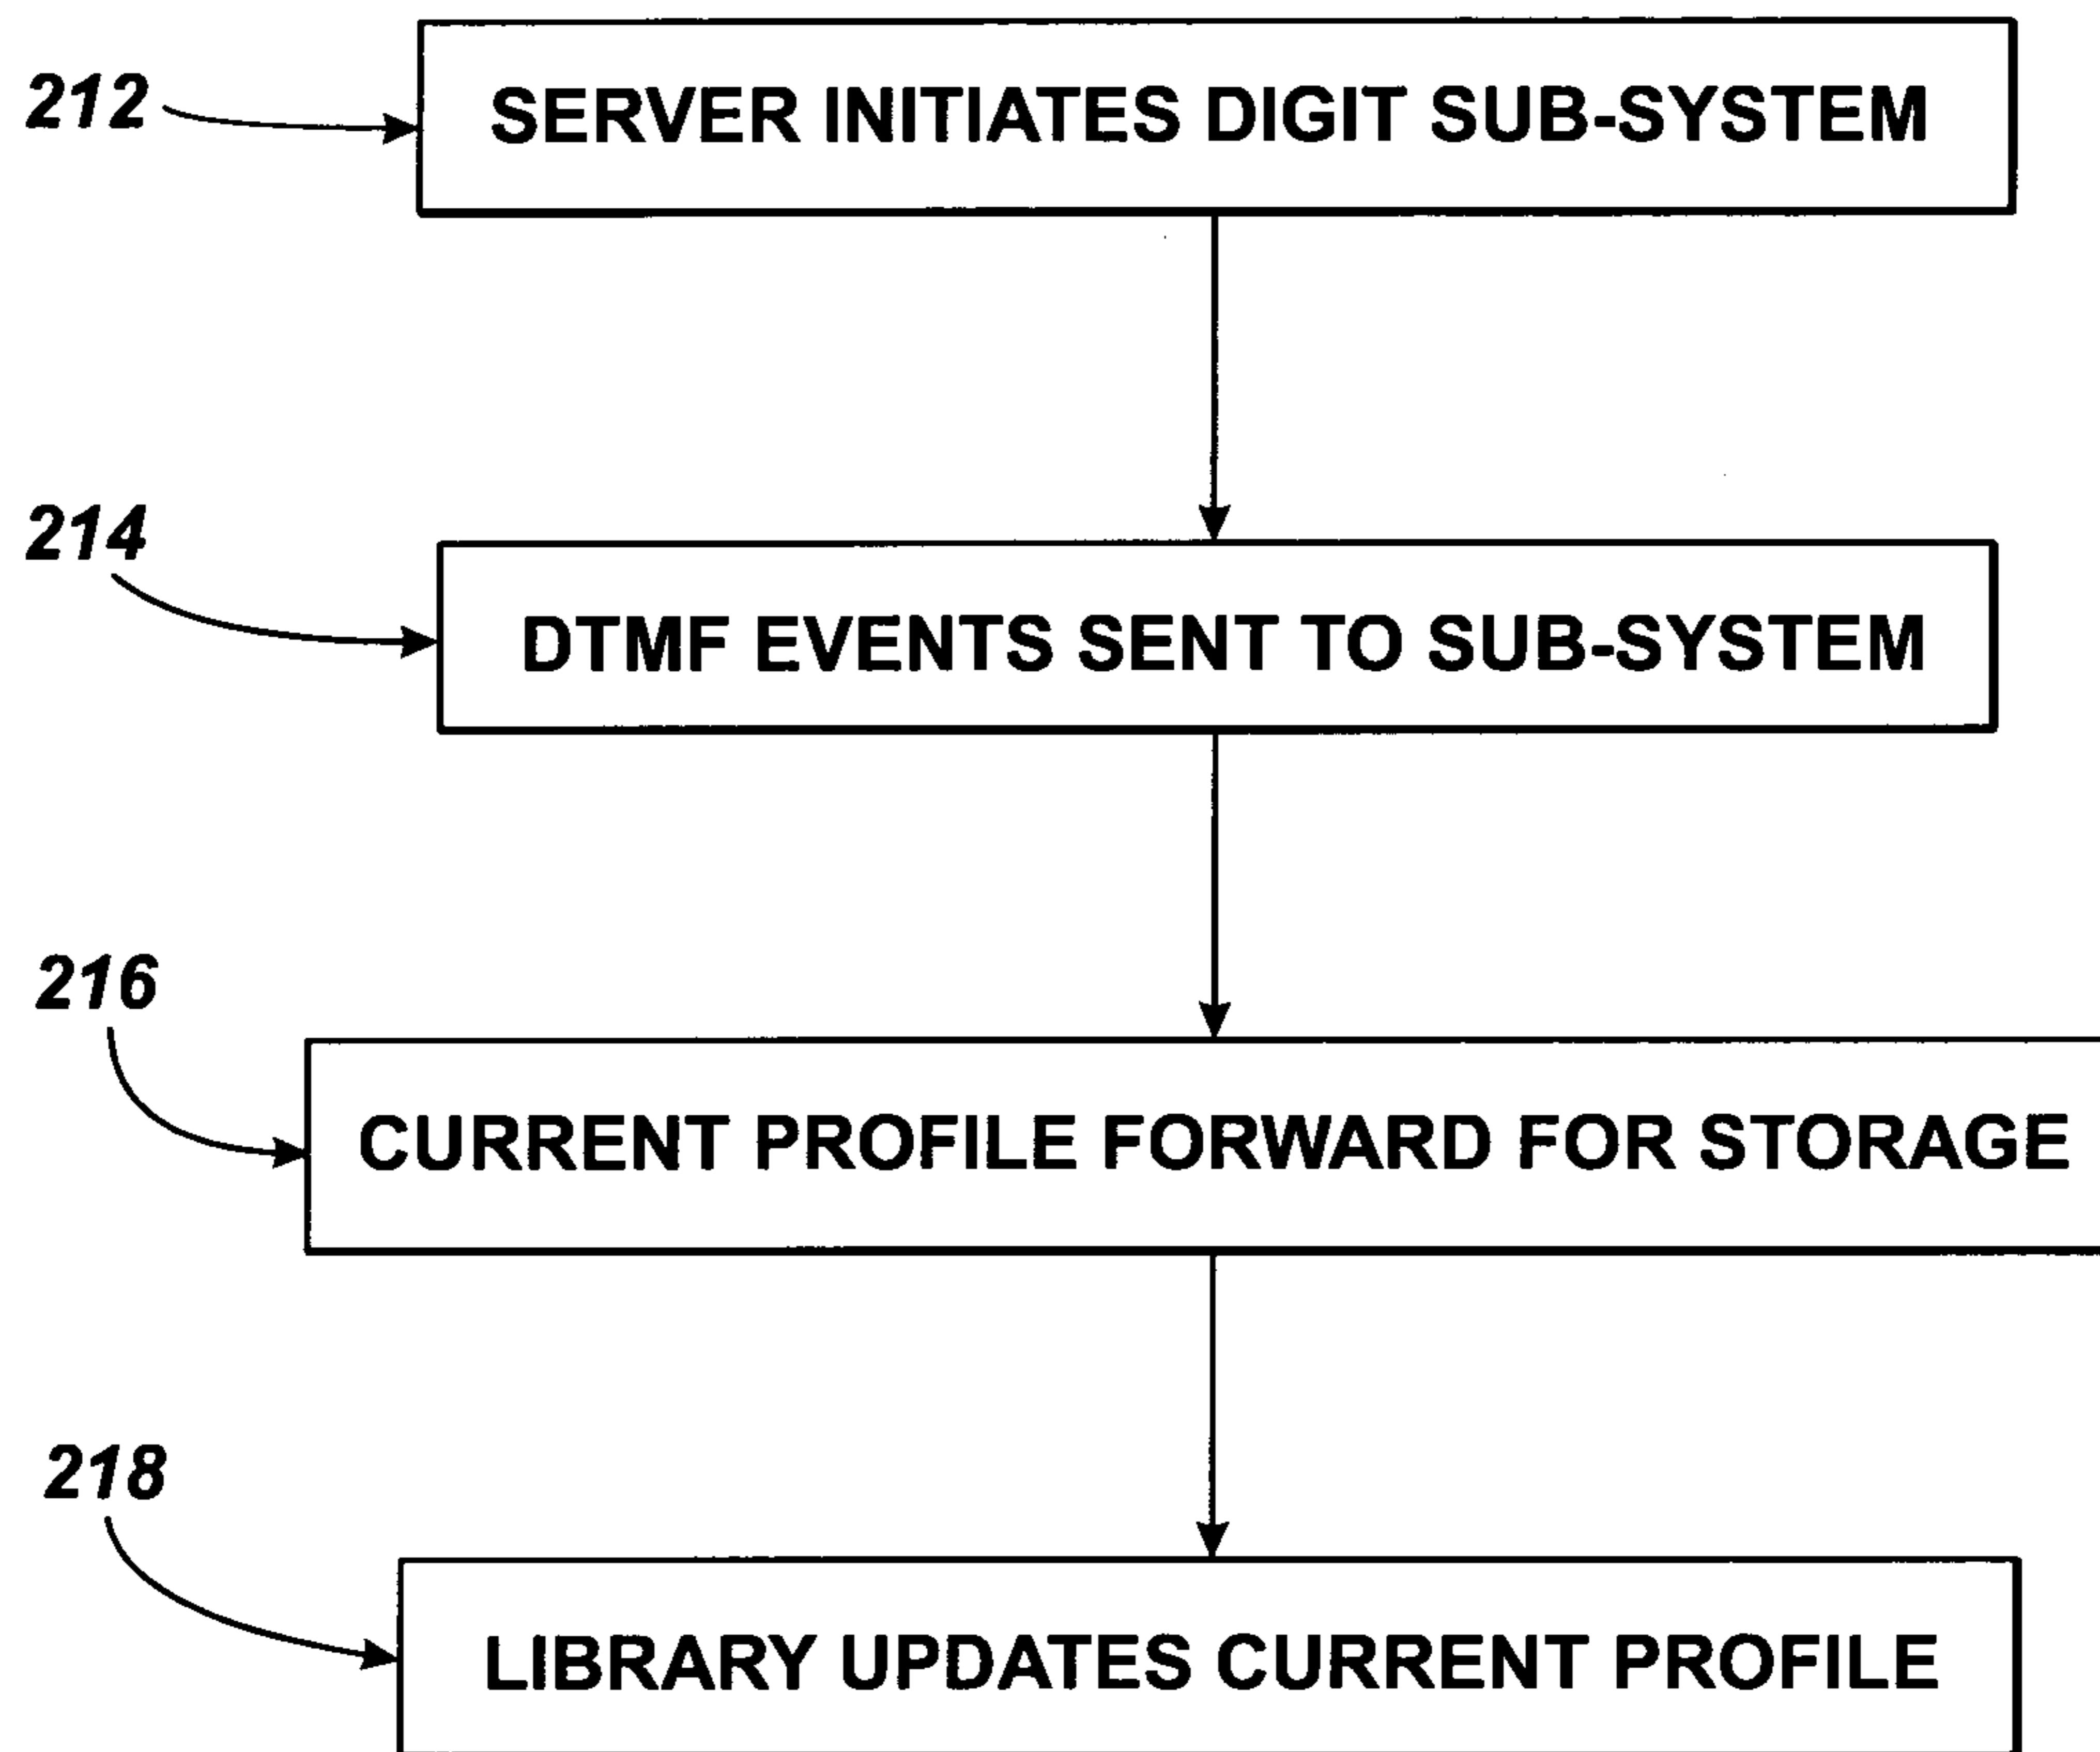 212
SERVER INITIATES DIGIT SUB-SYSTEM
214
DTMF EVENTS SENT TO SUB-SYSTEM
216
CURRENT PROFILE FORWARD FOR STORAGE
218
LIBRARY UPDATES CURRENT PROFILE